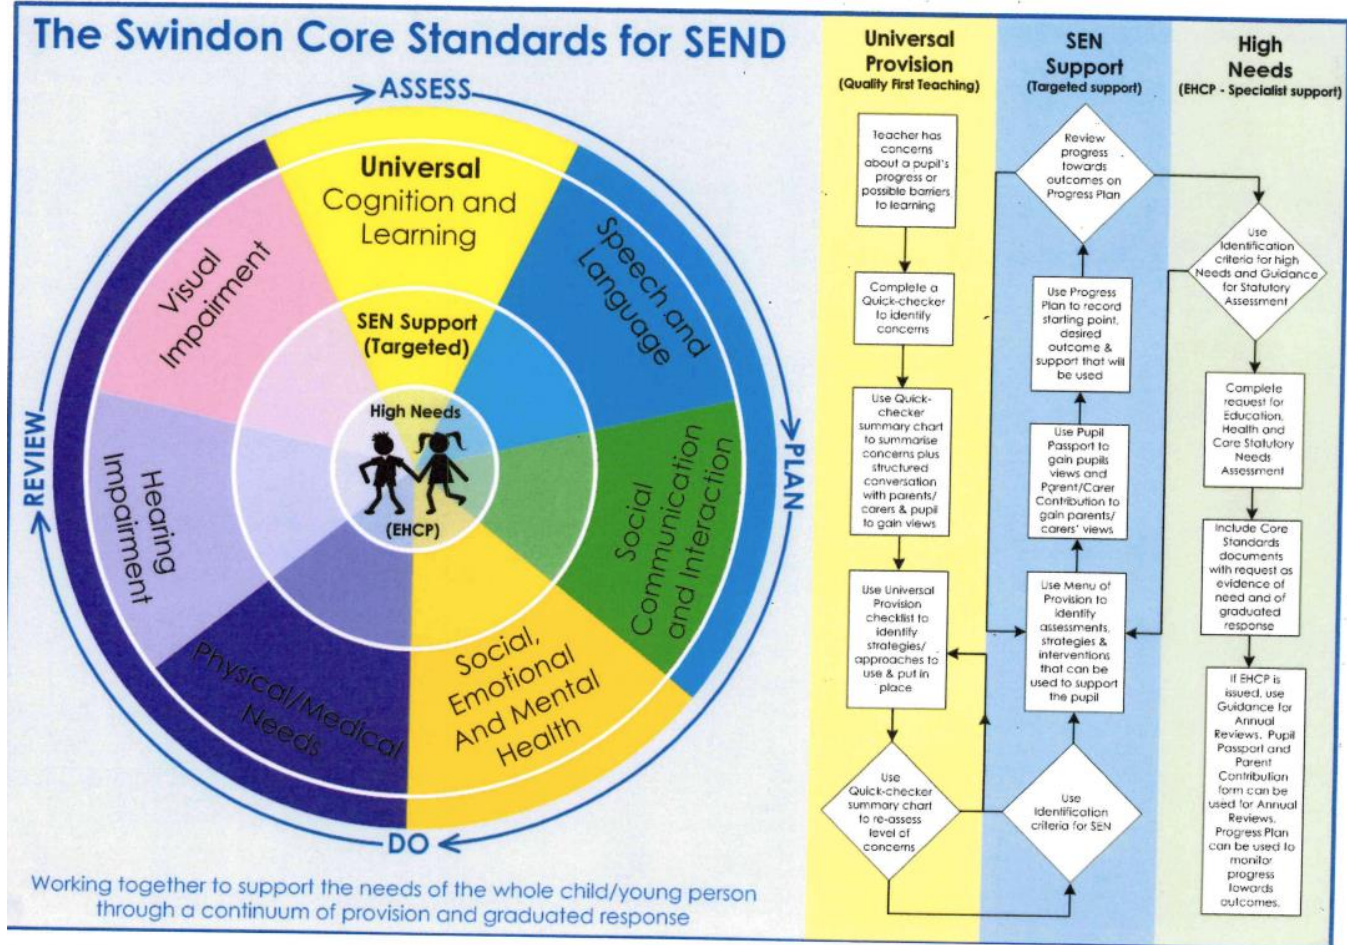 The Swindon Core Standards for SEND
ASSESS
PLAN
DO
REVIEW
Universal
Cognition and
Learning
SEN Support
(Targeted)
High Needs
(EHCP)
Speech and
Language
Social
Communication
and Interaction
Social,
Emotional
And Mental
Health
Physical/Medical
Needs
Hearing
Impairment
Visual
Impairment
Working together to support the needs of the whole child/young person
through a continuum of provision and graduated response
Universal
Provision
(Quality First Teaching)
Teacher has
concerns
about a pupil's
progress or
possible barriers
to learning
Complete a
Quick-checker
to identify
concerns
Use Quick-
checker
summary chart
to summarise
concerns plus
structured
conversation
with parents/
carers & pupil
to gain views
Use Universal
Provision
checklist to
identify
strategies/
approaches to
use & put in
place
Use
Quick-checker
summary chart
to re-assess
level of
concerns
SEN
Support
(Targeted support)
Review
progress
towards
outcomes on
Progress Plan
Use Progress
Plan to record
starting point,
desired
outcome &
support that will
be used
Use Pupil
Passport to
gain pupils
views and
Parent/Carer
Contribution to
gain parents/
carers' views
Use Menu of
Provision to
identify
assessments,
strategies &
interventions
that can be
used to support
the pupil
Use
Identification
criteria for SEN
High
Needs
(EHCP - Specialist support)
Use
Identification
criteria for high
Needs and Guidance
for Statutory
Assessment
Complete
request for
Education,
Health and
Care Statutory
Needs
Assessment
Include Core
Standards
documents
with request as
evidence of
need and of
graduated
response
If EHCP is
issued, use
Guidance for
Annual
Reviews. Pupil
Passport and
Parent
Contribution
form can be
used for Annual
Reviews.
Progress Plan
can be used to
monitor
progress
towards
outcomes.